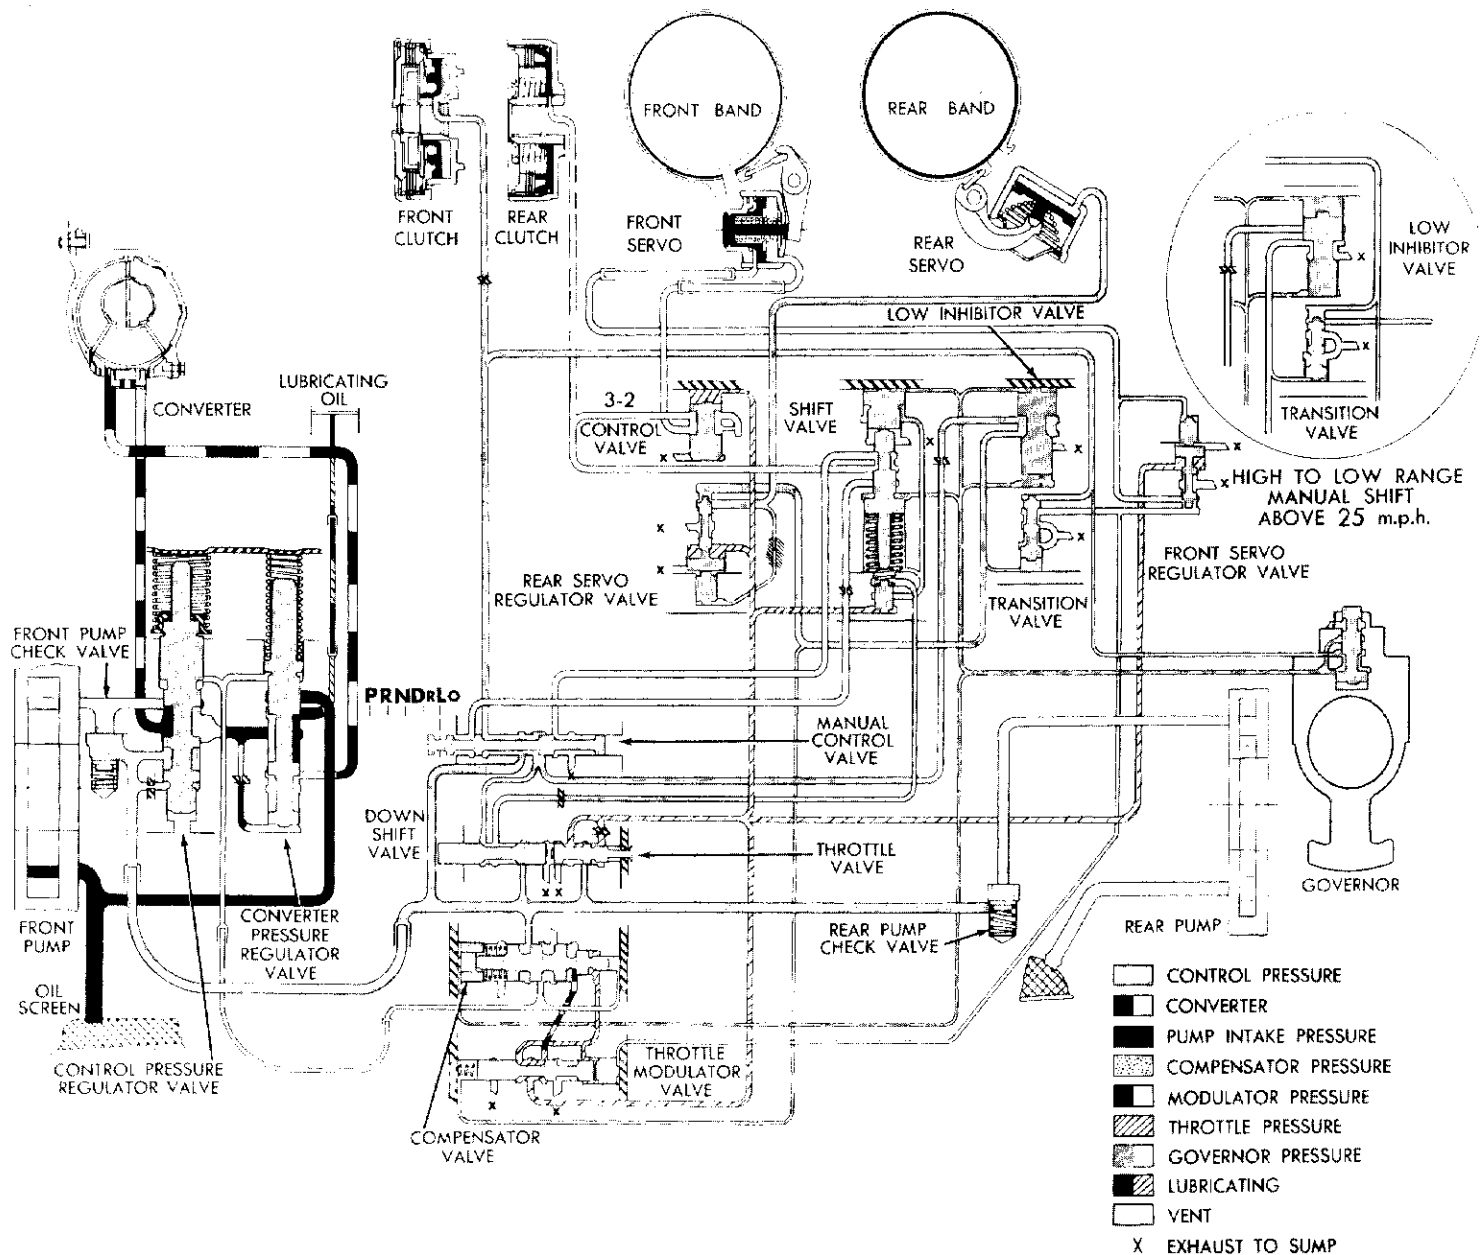 FRONT BAND
REAR BAND
FRONT
CLUTCH
REAR
CLUTCH
FRONT
SERVO
REAR
SERVO
LOW
INHIBITOR
VALVE
TRANSITION
VALVE
HIGH TO LOW RANGE
MANUAL SHIFT
ABOVE 25 m.p.h.
LOW INHIBITOR VALVE
CONVERTER
LUBRICATING
OIL
3-2
CONTROL
VALVE
SHIFT
VALVE
X
X
X
X
X
X
X
X
X
X
REAR SERVO
REGULATOR VALVE
TRANSITION
VALVE
FRONT SERVO
REGULATOR VALVE
FRONT PUMP
CHECK VALVE
PRNDRLO
MANUAL
CONTROL
VALVE
X
DOWN
SHIFT
VALVE
THROTTLE
VALVE
X X
GOVERNOR
FRONT
PUMP
CONVERTER
PRESSURE
REGULATOR
VALVE
REAR PUMP
CHECK VALVE
REAR PUMP
OIL
SCREEN
CONTROL PRESSURE
REGULATOR VALVE
THROTTLE
MODULATOR
VALVE
X
X
COMPENSATOR
VALVE
CONTROL PRESSURE
CONVERTER
PUMP INTAKE PRESSURE
COMPENSATOR PRESSURE
MODULATOR PRESSURE
THROTTLE PRESSURE
GOVERNOR PRESSURE
LUBRICATING
VENT
X EXHAUST TO SUMP